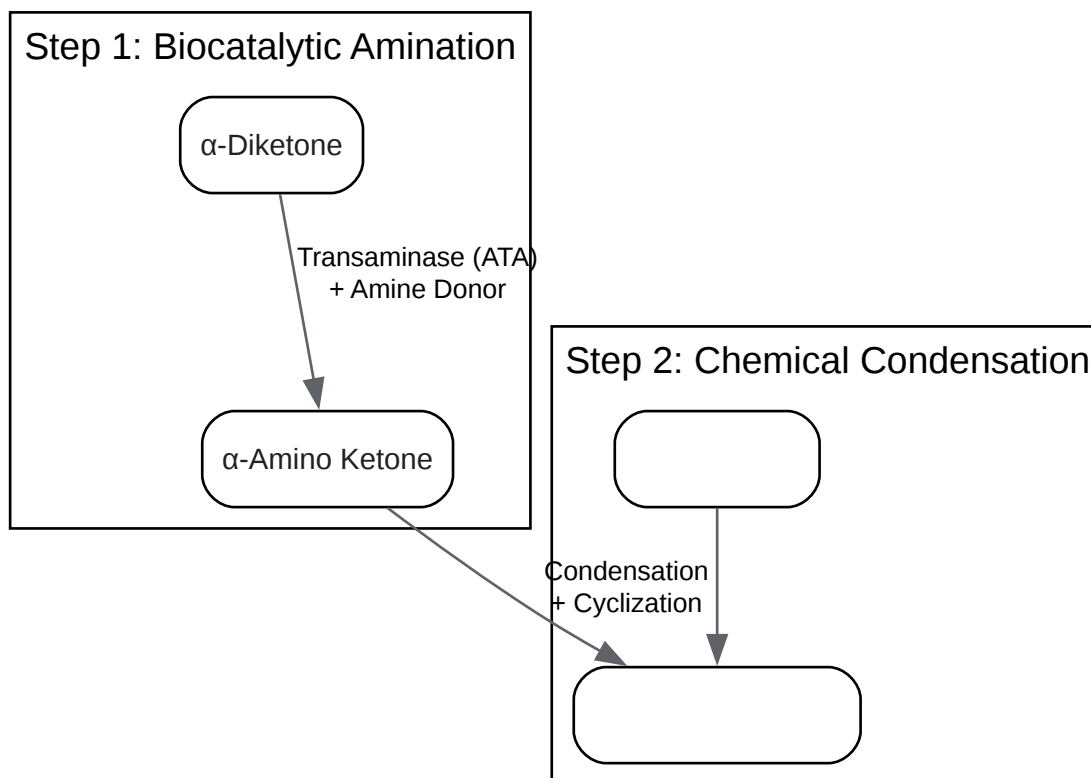 Step 1: Biocatalytic Amination
α-Diketone
Transaminase (ATA)
+ Amine Donor
α-Amino Ketone
Step 2: Chemical Condensation
Condensation
+ Cyclization